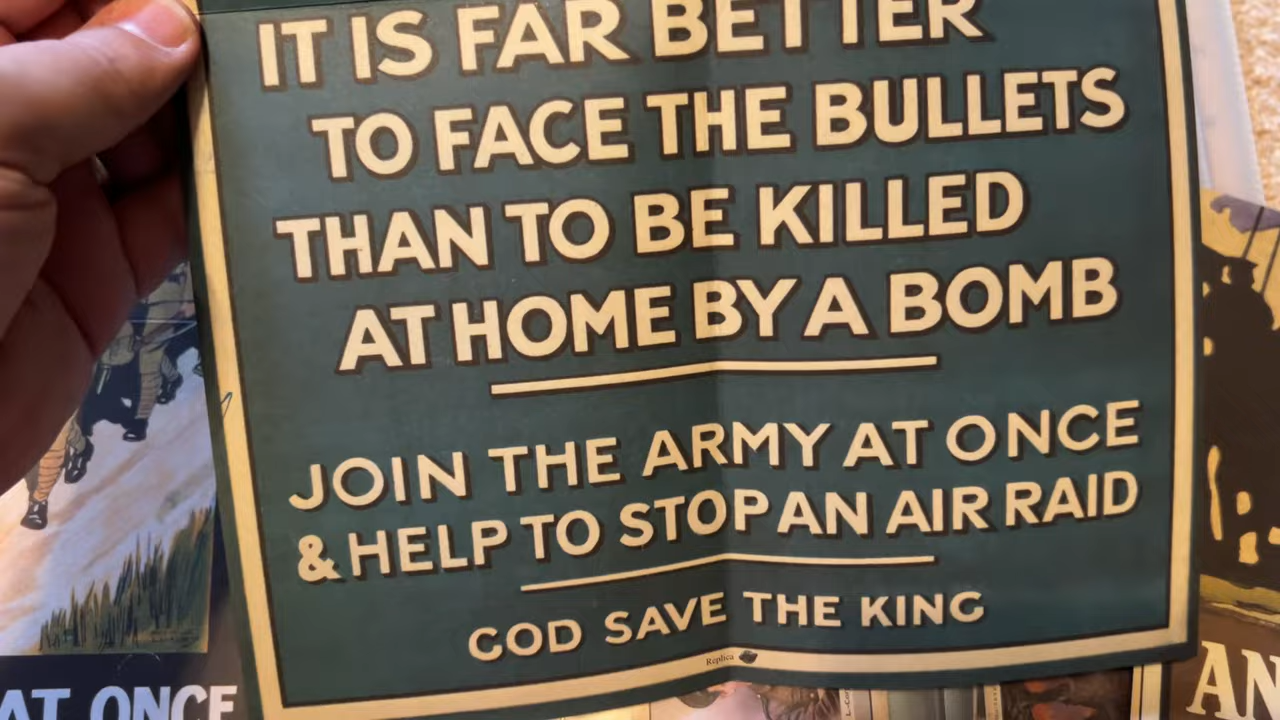 IT IS FAR BETTER
TO FACE THE BULLETS
THAN TO BE KILLED
AT HOME BY A BOMB
JOIN THE ARMY AT ONCE
& HELP TO STOP AN AIR RAID
GOD SAVE THE KING
Replica
AT ONCE
AN